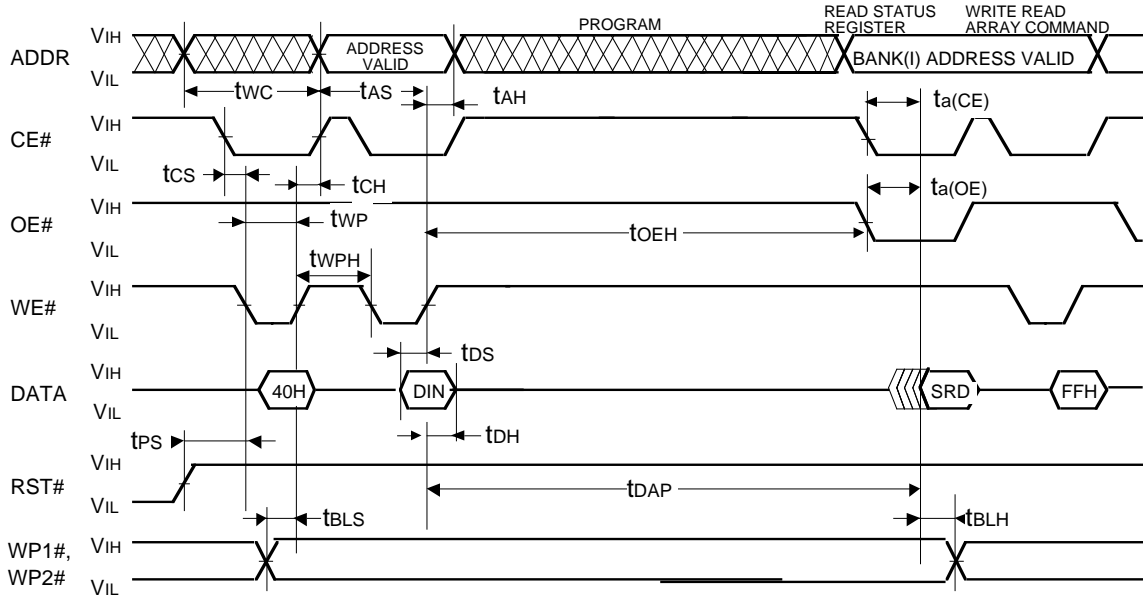 PROGRAM
READ STATUS REGISTER
WRITE READ ARRAY COMMAND
ADDR
VIH
VIL
ADDRESS VALID
BANK(I) ADDRESS VALID
tWC
tAS
tAH
ta(CE)
CE#
VIH
VIL
tCS
tCH
ta(OE)
OE#
VIH
VIL
tWP
tOEH
tWPH
WE#
VIH
VIL
tDS
DATA
VIH
VIL
40H
DIN
SRD
FFH
tDH
tPS
RST#
VIH
VIL
tDAP
tBLS
tBLH
WP1#,
WP2#
VIH
VIL